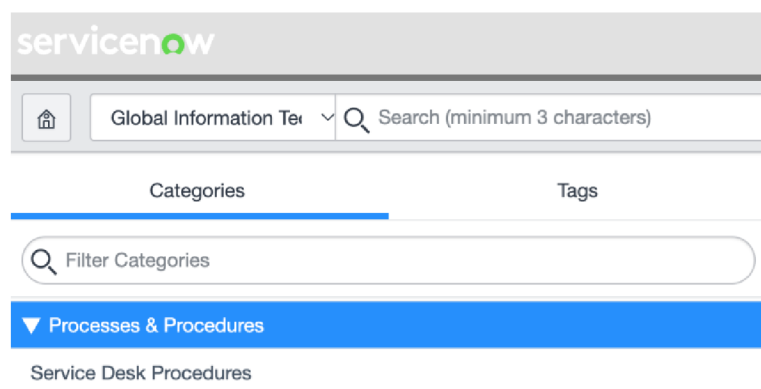 servicenow
Global Information Te
Search (minimum 3 characters)
Categories
Tags
Filter Categories
Processes & Procedures
Service Desk Procedures